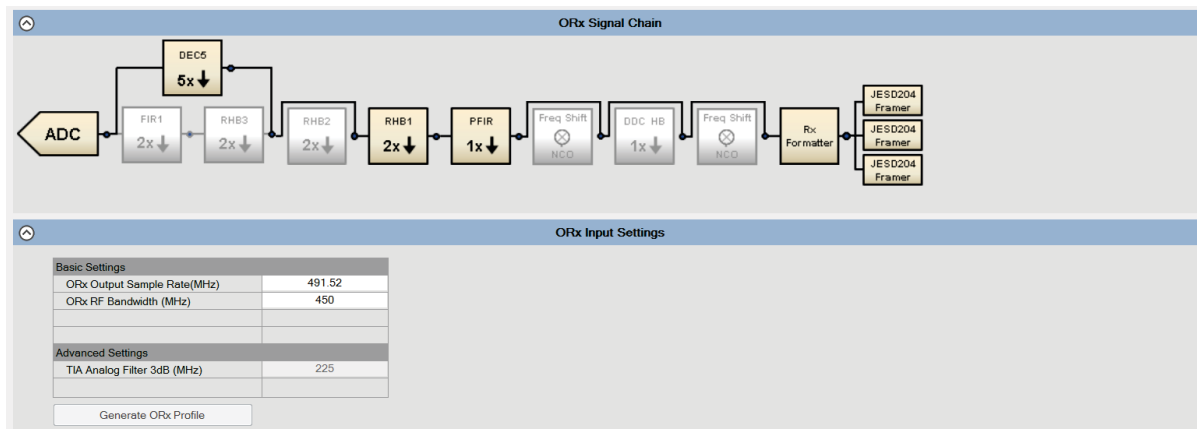 ORx Signal Chain
DEC5
5x
ADC
FIR1
2x
RHB3
2x
RHB2
2x
RHB1
2x
PFIR
1x
Freq Shift
NCO
DDC HB
1x
Freq Shift
NCO
Rx
Formatter
JESD204
Framer
JESD204
Framer
JESD204
Framer
ORx Input Settings
Basic Settings
ORx Output Sample Rate(MHz) 491.52
ORx RF Bandwidth (MHz) 450
Advanced Settings
TIA Analog Filter 3dB (MHz) 225
Generate ORx Profile